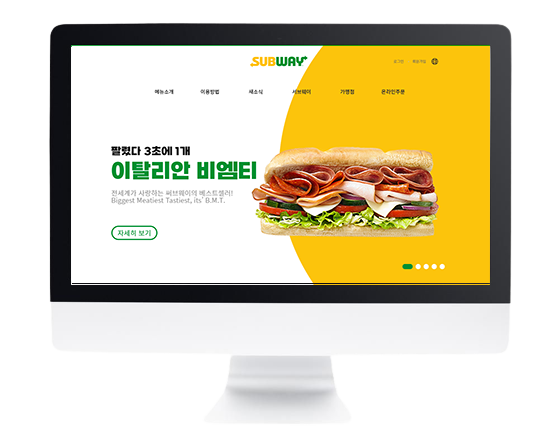 SUBWAY
로그인 회원가입
메뉴소개 이용방법 새소식 써브웨이 가맹점 온라인주문
팔렸다 3초에 1개
이탈리안 비엠티
전세계가 사랑하는 써브웨이의 베스트셀러!
Biggest Meatiest Tastiest, its’ B.M.T.
자세히 보기